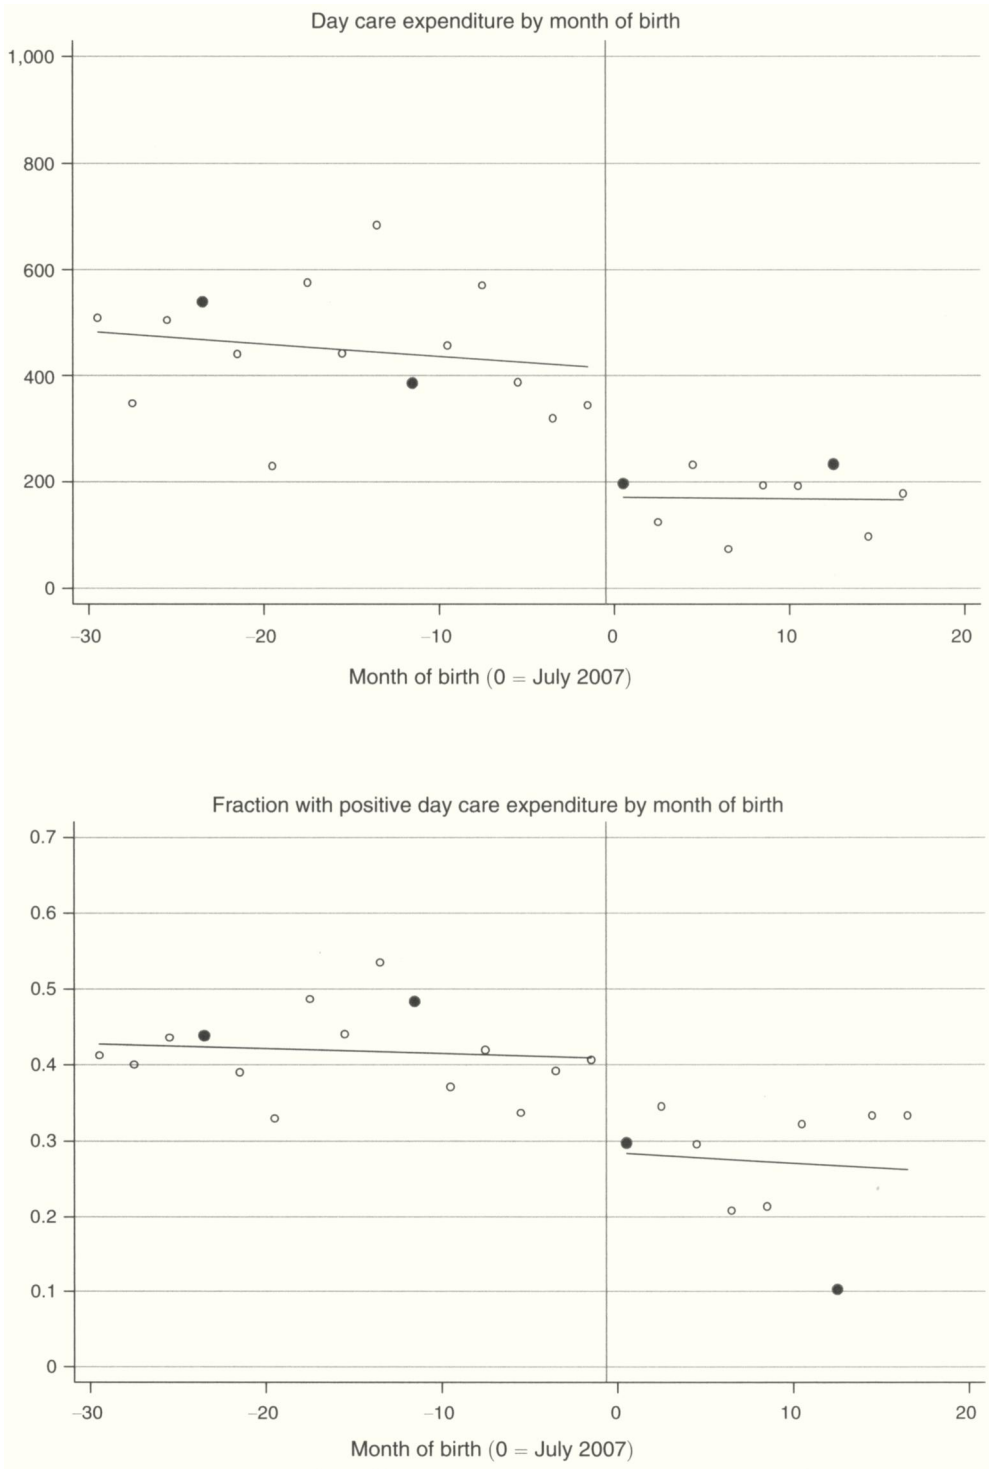 Day care expenditure by month of birth
1,000
800
600
400
200
0
−30 −20 −10 0 10 20
Month of birth (0 = July 2007)
Fraction with positive day care expenditure by month of birth
0.7
0.6
0.5
0.4
0.3
0.2
0.1
0
−30 −20 −10 0 10 20
Month of birth (0 = July 2007)